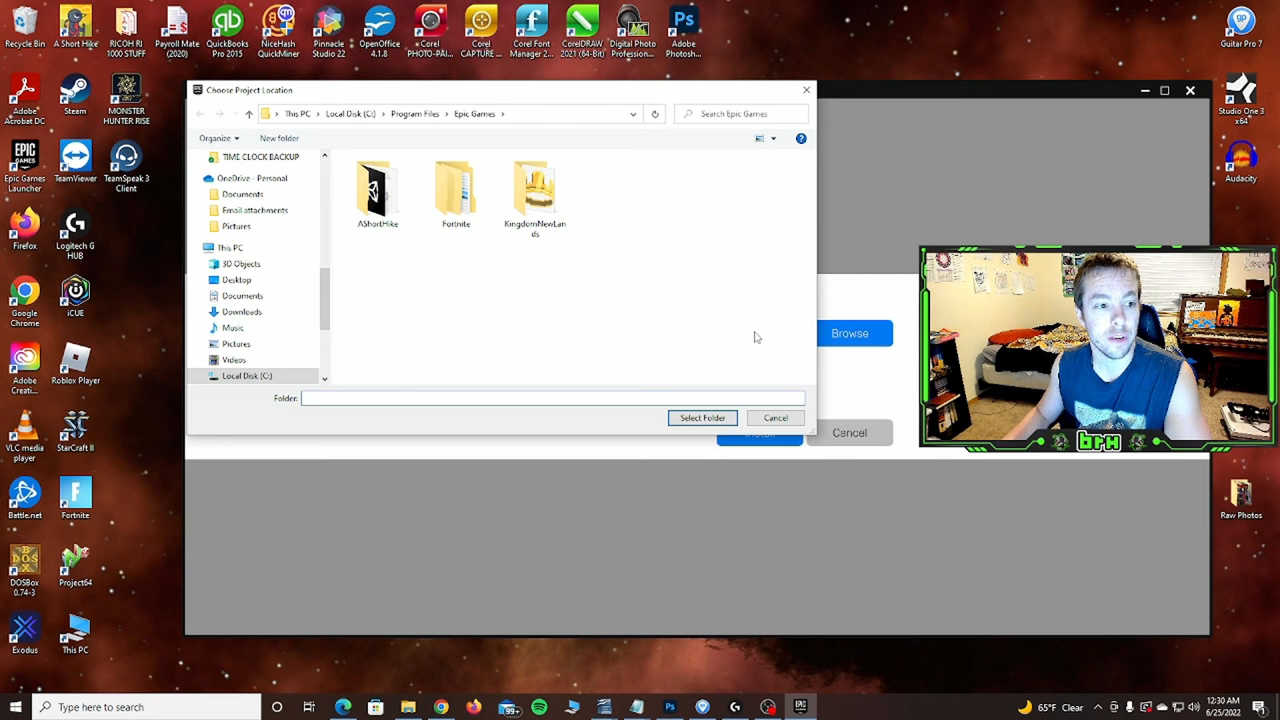 Recycle Bin
A Short Hike
RICOH RI
1000 STUFF
Payroll Mate
(2020)
QuickBooks
Pro 2015
NiceHash
QuickMiner
Pinnacle
Studio 22
OpenOffice
4.1.8
Corel
PHOTO-PAI...
Corel
CAPTURE ...
Corel Font
Manager 2...
CorelDRAW
2021 (64-Bit)
Digital Photo
Profession...
Adobe
Photosh...
Guitar Pro 7
Adobe
Acrobat DC
Steam
MONSTER
HUNTER RISE
Studio One 3
x64
Epic Games
Launcher
TeamViewer
TeamSpeak 3
Client
Audacity
Firefox
Logitech G
HUB
Google
Chrome
iCUE
Adobe
Creati...
Roblox Player
VLC media
player
StarCraft II
Battle.net
Fortnite
Raw Photos
DOSBox
0.74-3
Project64
Exodus
This PC
Choose Project Location
This PC > Local Disk (C:) > Program Files > Epic Games >
Search Epic Games
Organize
New folder
TIME CLOCK BACKUP
OneDrive - Personal
Documents
Email attachments
Pictures
This PC
3D Objects
Desktop
Documents
Downloads
Music
Pictures
Videos
Local Disk (C:)
AShortHike
Fortnite
KingdomNewLan
ds
Folder:
Select Folder
Cancel
Browse
Install
Cancel
brh
Type here to search
99+
65°F Clear
12:30 AM
6/25/2022